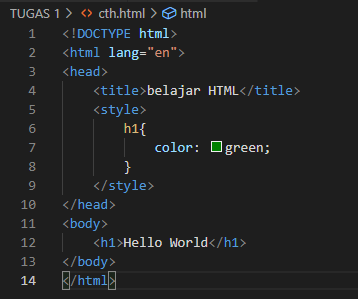 TUGAS 1 > <> cth.html > html
1 <!DOCTYPE html>
2 <html lang="en">
3 <head>
4     <title>belajar HTML</title>
5     <style>
6         h1{
7             color: green;
8         }
9     </style>
10 </head>
11 <body>
12     <h1>Hello World</h1>
13 </body>
14 </html>